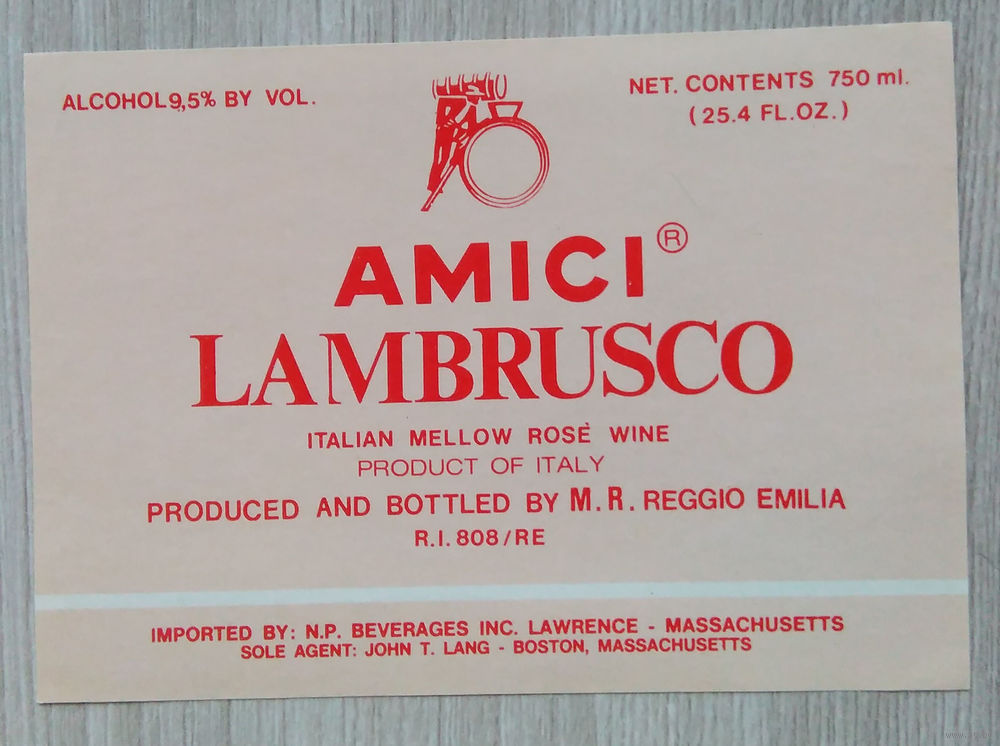 ALCOHOL 9,5% BY VOL.
NET. CONTENTS 750 ml.
(25.4 FL.OZ.)
AMICI®
LAMBRUSCO
ITALIAN MELLOW ROSÈ WINE
PRODUCT OF ITALY
PRODUCED AND BOTTLED BY M.R. REGGIO EMILIA
R.I. 808/RE
IMPORTED BY: N.P. BEVERAGES INC. LAWRENCE - MASSACHUSETTS
SOLE AGENT: JOHN T. LANG - BOSTON, MASSACHUSETTS